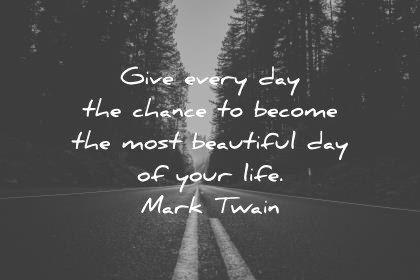 Give every day
the chance to become
the most beautiful day
of your life.
Mark Twain